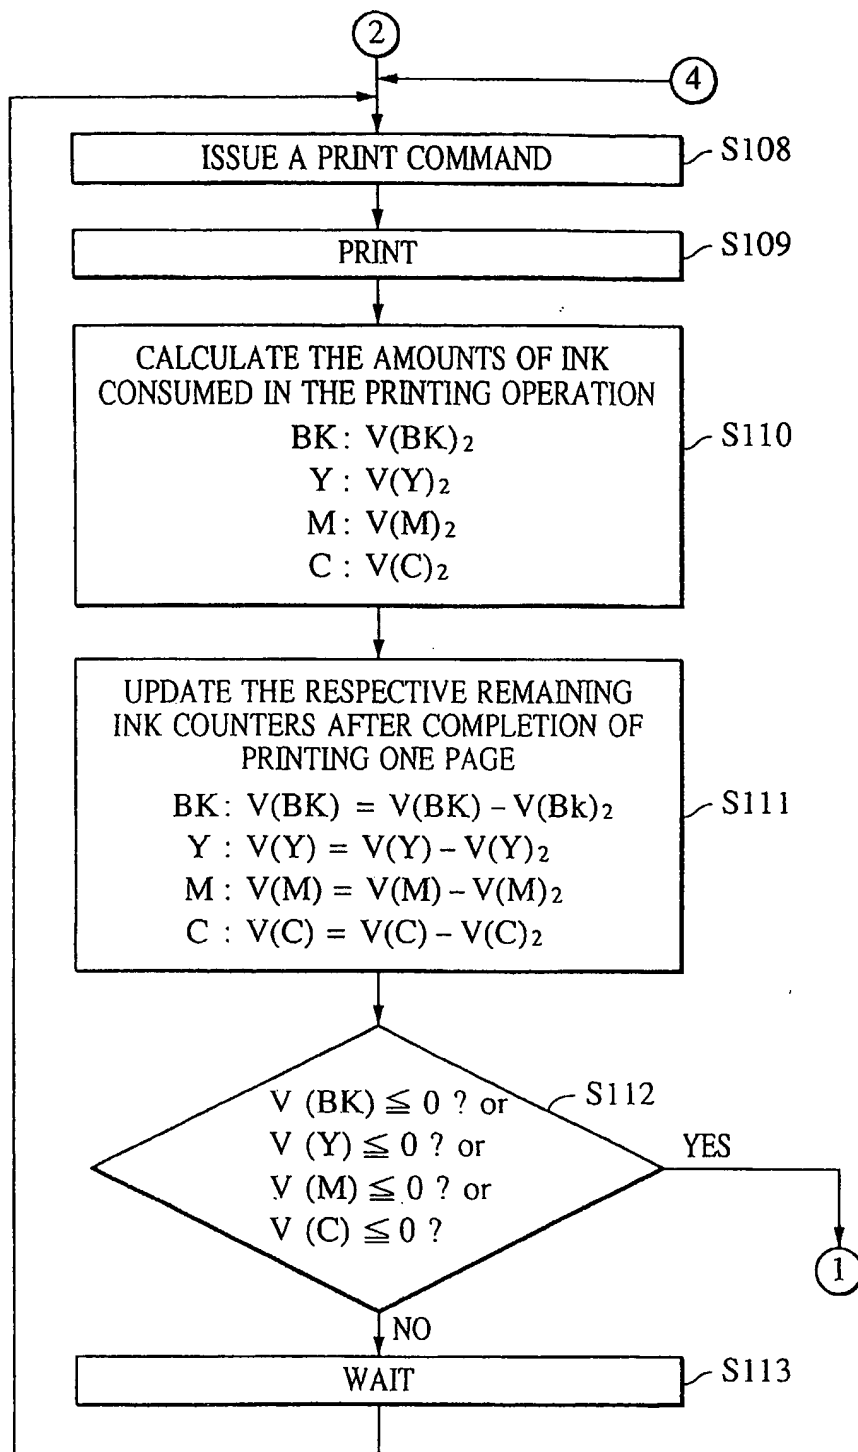 2
4
ISSUE A PRINT COMMAND
S108
PRINT
S109
CALCULATE THE AMOUNTS OF INK
CONSUMED IN THE PRINTING OPERATION
BK: V(BK)₂
Y : V(Y)₂
M : V(M)₂
C : V(C)₂
S110
UPDATE THE RESPECTIVE REMAINING
INK COUNTERS AFTER COMPLETION OF
PRINTING ONE PAGE
BK: V(BK) = V(BK) – V(Bk)₂
Y : V(Y) = V(Y) – V(Y)₂
M : V(M) = V(M) – V(M)₂
C : V(C) = V(C) – V(C)₂
S111
V (BK) ≦ 0 ? or
V (Y) ≦ 0 ? or
V (M) ≦ 0 ? or
V (C) ≦ 0 ?
S112
YES
1
NO
WAIT
S113